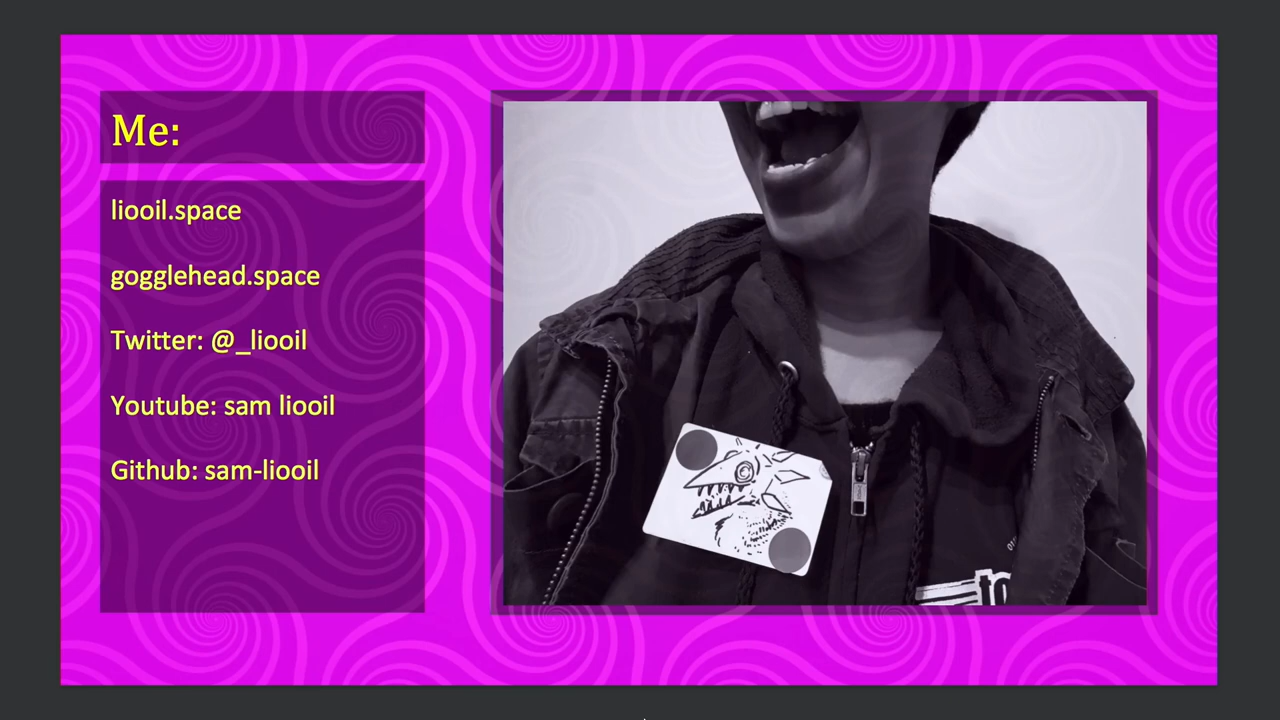 Me:
liooil.space
gogglehead.space
Twitter: @_liooil
Youtube: sam liooil
Github: sam-liooil